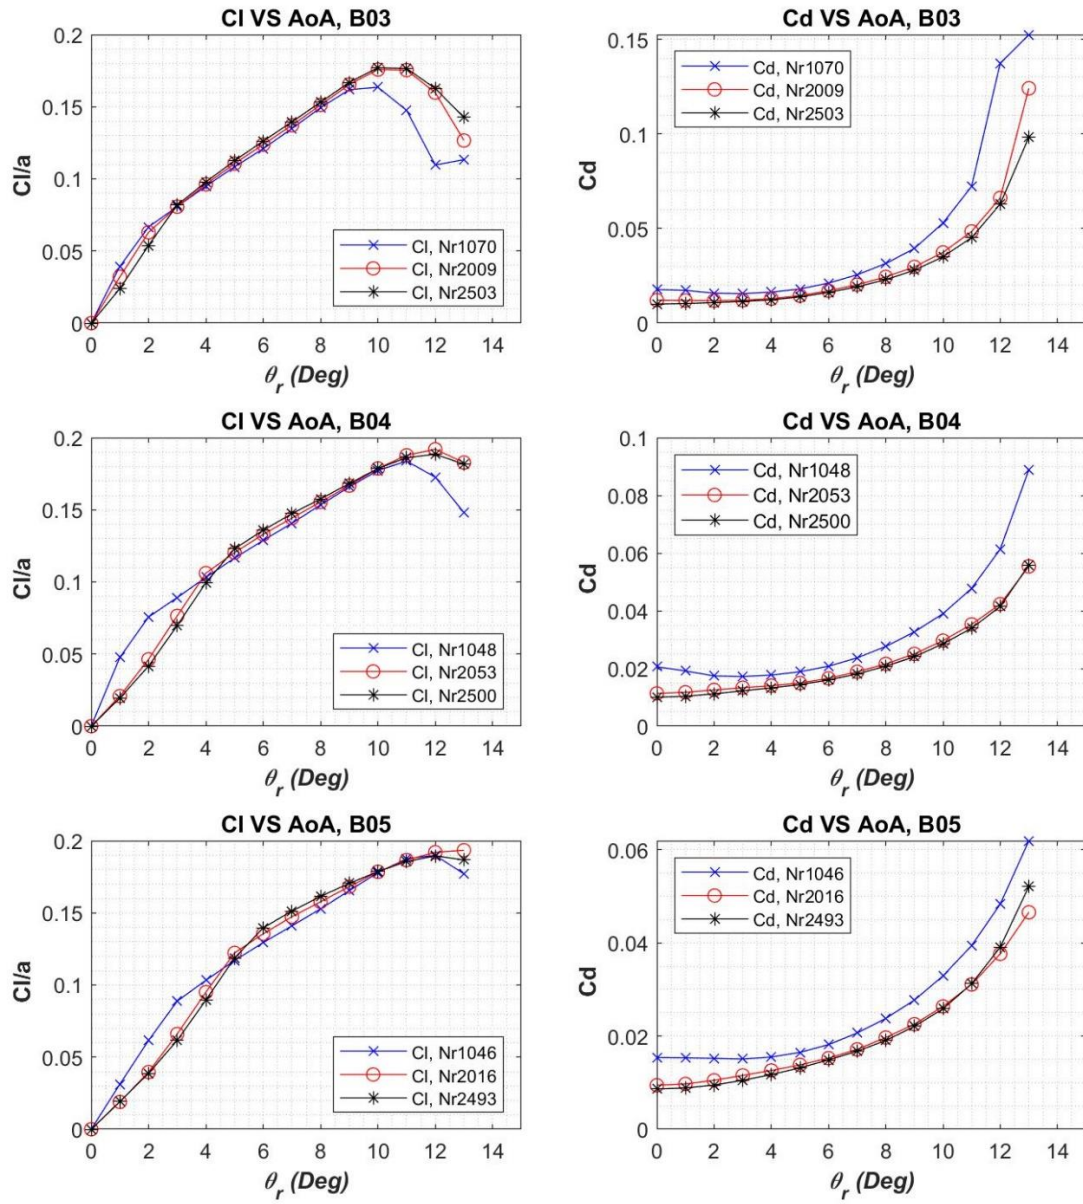 Cl VS AoA, B03
0.2
0.15
0.1
0.05
0
Cl/a
Cl, Nr1070
Cl, Nr2009
Cl, Nr2503
0 2 4 6 8 10 12 14
θr (Deg)
Cd VS AoA, B03
0.15
0.1
0.05
0
Cd
Cd, Nr1070
Cd, Nr2009
Cd, Nr2503
0 2 4 6 8 10 12 14
θr (Deg)
Cl VS AoA, B04
0.2
0.15
0.1
0.05
0
Cl/a
Cl, Nr1048
Cl, Nr2053
Cl, Nr2500
0 2 4 6 8 10 12 14
θr (Deg)
Cd VS AoA, B04
0.1
0.08
0.06
0.04
0.02
0
Cd
Cd, Nr1048
Cd, Nr2053
Cd, Nr2500
0 2 4 6 8 10 12 14
θr (Deg)
Cl VS AoA, B05
0.2
0.15
0.1
0.05
0
Cl/a
Cl, Nr1046
Cl, Nr2016
Cl, Nr2493
0 2 4 6 8 10 12 14
θr (Deg)
Cd VS AoA, B05
0.06
0.04
0.02
0
Cd
Cd, Nr1046
Cd, Nr2016
Cd, Nr2493
0 2 4 6 8 10 12 14
θr (Deg)